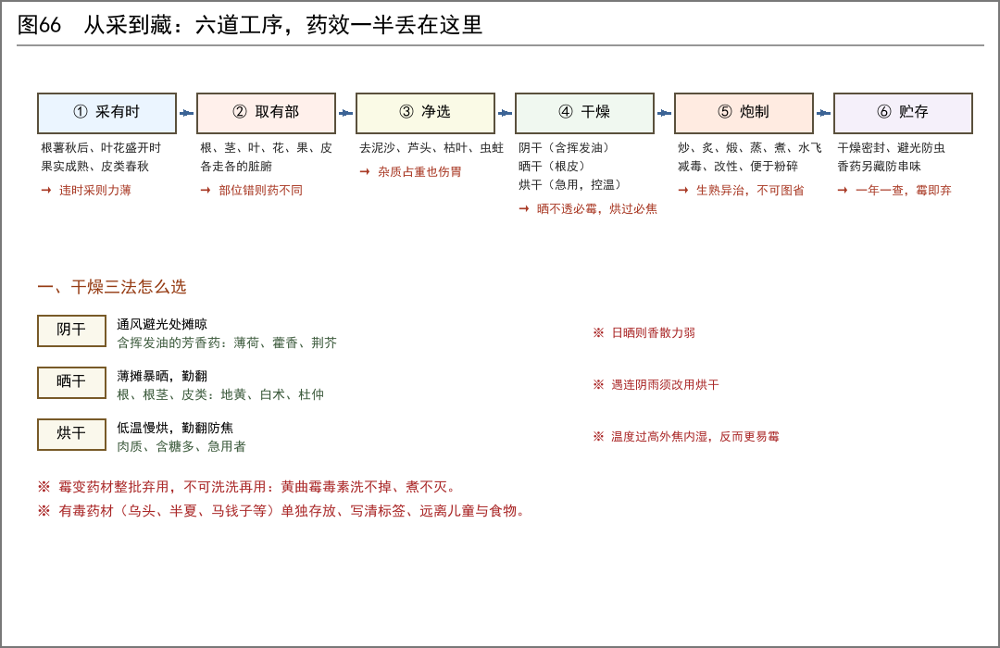 图66　从采到藏：六道工序，药效一半丢在这里
① 采有时
根薯秋后、叶花盛开时
果实成熟、皮类春秋
→ 违时采则力薄
② 取有部
根、茎、叶、花、果、皮
各走各的脏腑
→ 部位错则药不同
③ 净选
去泥沙、芦头、枯叶、虫蛀
→ 杂质占重也伤胃
④ 干燥
阴干（含挥发油）
晒干（根皮）
烘干（急用，控温）
→ 晒不透必霉，烘过必焦
⑤ 炮制
炒、炙、煅、蒸、煮、水飞
减毒、改性、便于粉碎
→ 生熟异治，不可图省
⑥ 贮存
干燥密封、避光防虫
香药另藏防串味
→ 一年一查，霉即弃
一、干燥三法怎么选
阴干
通风避光处摊晾
含挥发油的芳香药：薄荷、藿香、荆芥
※ 日晒则香散力弱
晒干
薄摊暴晒，勤翻
根、根茎、皮类：地黄、白术、杜仲
※ 遇连阴雨须改用烘干
烘干
低温慢烘，勤翻防焦
肉质、含糖多、急用者
※ 温度过高外焦内湿，反而更易霉
※ 霉变药材整批弃用，不可洗洗再用：黄曲霉毒素洗不掉、煮不灭。
※ 有毒药材（乌头、半夏、马钱子等）单独存放、写清标签、远离儿童与食物。